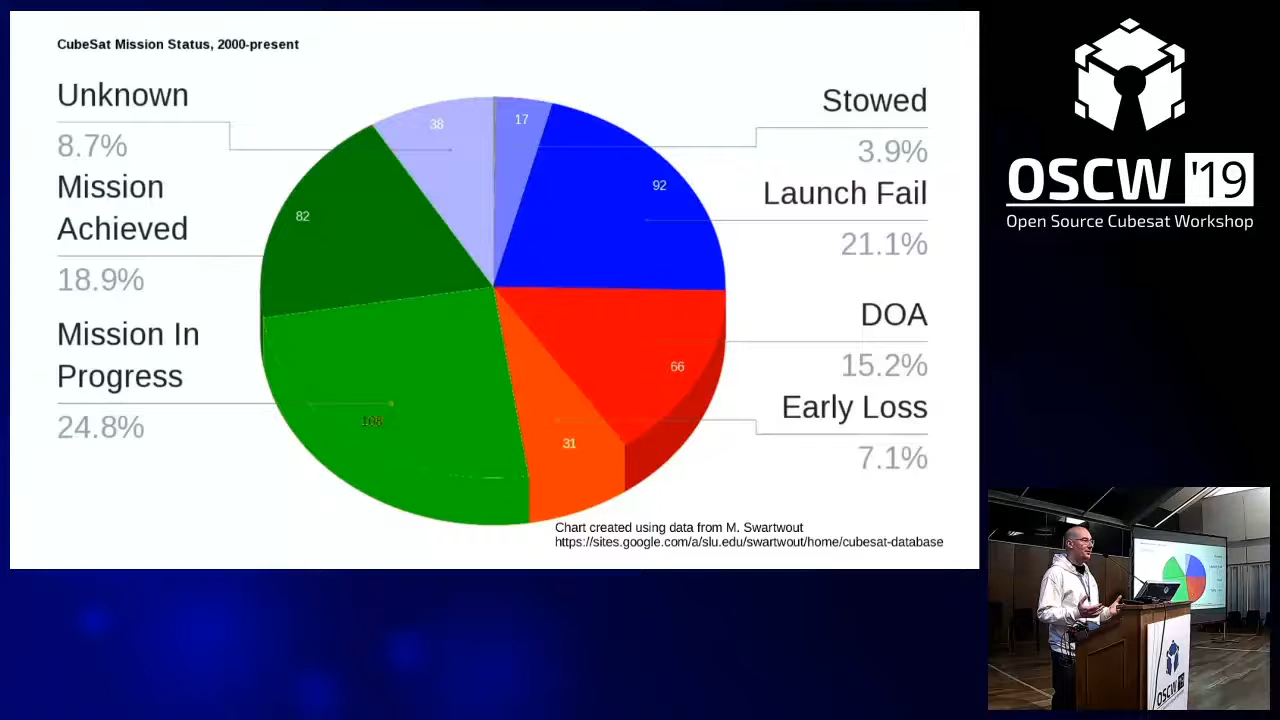 CubeSat Mission Status, 2000-present
Unknown
8.7%
Mission
Achieved
18.9%
Mission In
Progress
24.8%
38
17
92
82
66
108
31
Stowed
3.9%
Launch Fail
21.1%
DOA
15.2%
Early Loss
7.1%
Chart created using data from M. Swartwout
https://sites.google.com/a/slu.edu/swartwout/home/cubesat-database
OSCW '19
Open Source Cubesat Workshop
OSCW